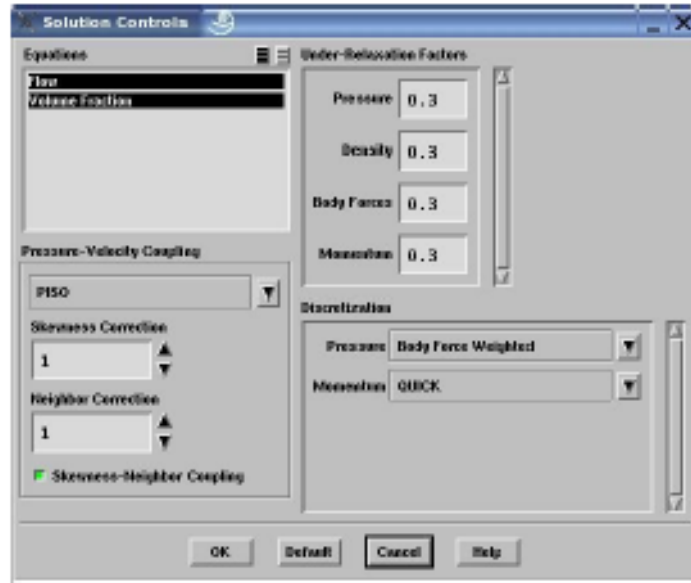 Solution Controls
Equations
Flow
Volume Fraction
Under-Relaxation Factors
Pressure 0.3
Density 0.3
Body Forces 0.3
Momentum 0.3
Pressure-Velocity Coupling
PISO
Skewness Correction
1
Neighbor Correction
1
Skewness-Neighbor Coupling
Discretization
Pressure Body Force Weighted
Momentum QUICK
OK Default Cancel Help